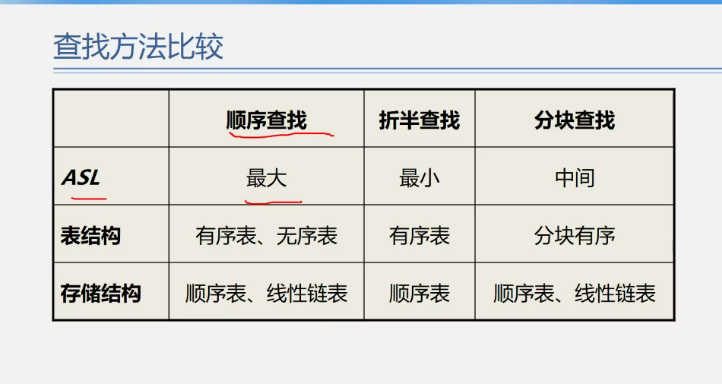 查找方法比较
顺序查找 折半查找 分块查找
ASL 最大 最小 中间
表结构 有序表、无序表 有序表 分块有序
存储结构 顺序表、线性链表 顺序表 顺序表、线性链表